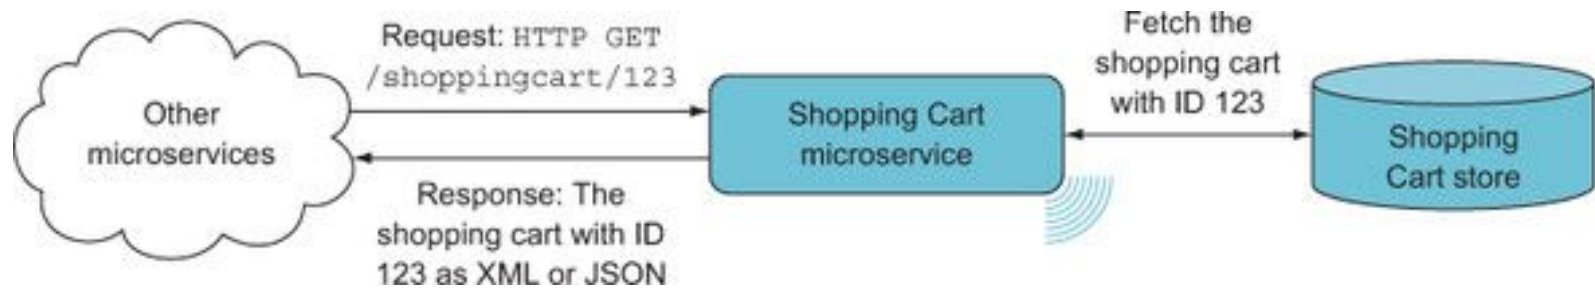 Other
microservices
Request: HTTP GET
/shoppingcart/123
Response: The
shopping cart with ID
123 as XML or JSON
Shopping Cart
microservice
Fetch the
shopping cart
with ID 123
Shopping
Cart store